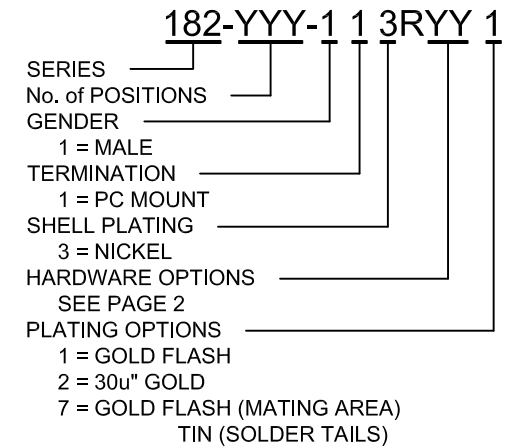 182-YYY-1 1 3RYY 1
SERIES
No. of POSITIONS
GENDER
1 = MALE
TERMINATION
1 = PC MOUNT
SHELL PLATING
3 = NICKEL
HARDWARE OPTIONS
SEE PAGE 2
PLATING OPTIONS
1 = GOLD FLASH
2 = 30u" GOLD
7 = GOLD FLASH (MATING AREA)
TIN (SOLDER TAILS)